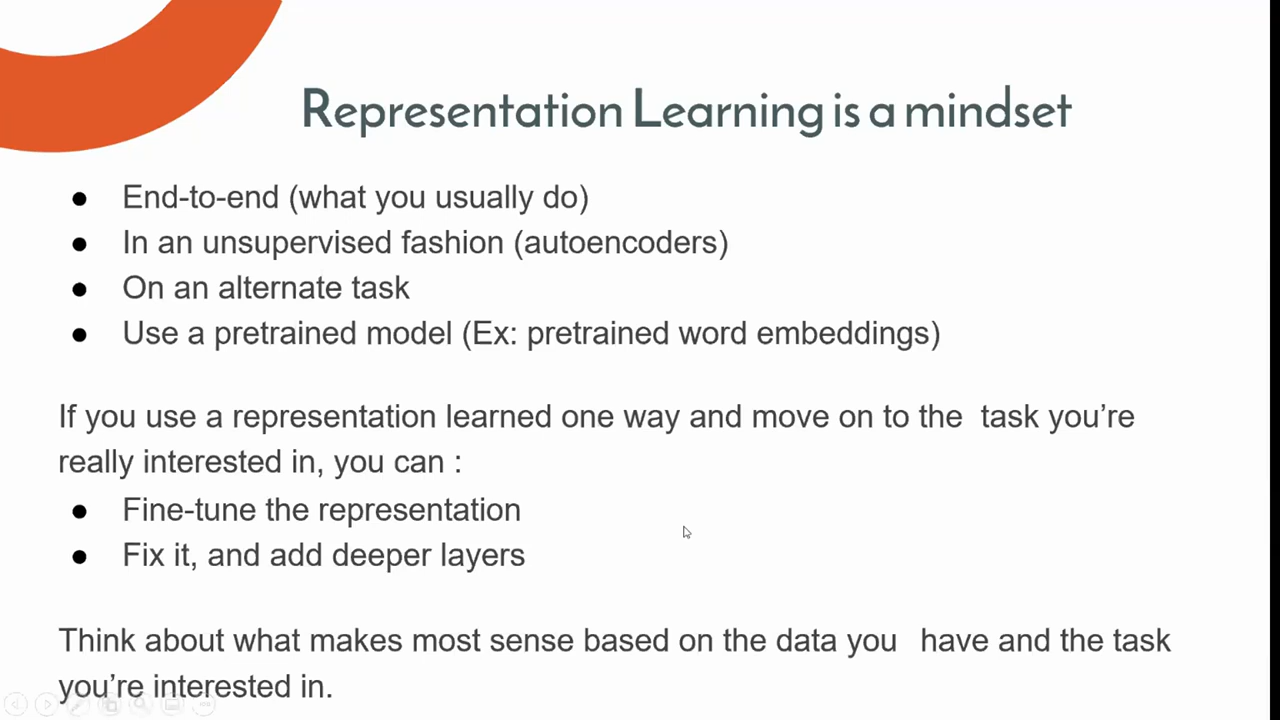 Representation Learning is a mindset
● End-to-end (what you usually do)
● In an unsupervised fashion (autoencoders)
● On an alternate task
● Use a pretrained model (Ex: pretrained word embeddings)
If you use a representation learned one way and move on to the task you’re
really interested in, you can :
● Fine-tune the representation
● Fix it, and add deeper layers
Think about what makes most sense based on the data you have and the task
you’re interested in.